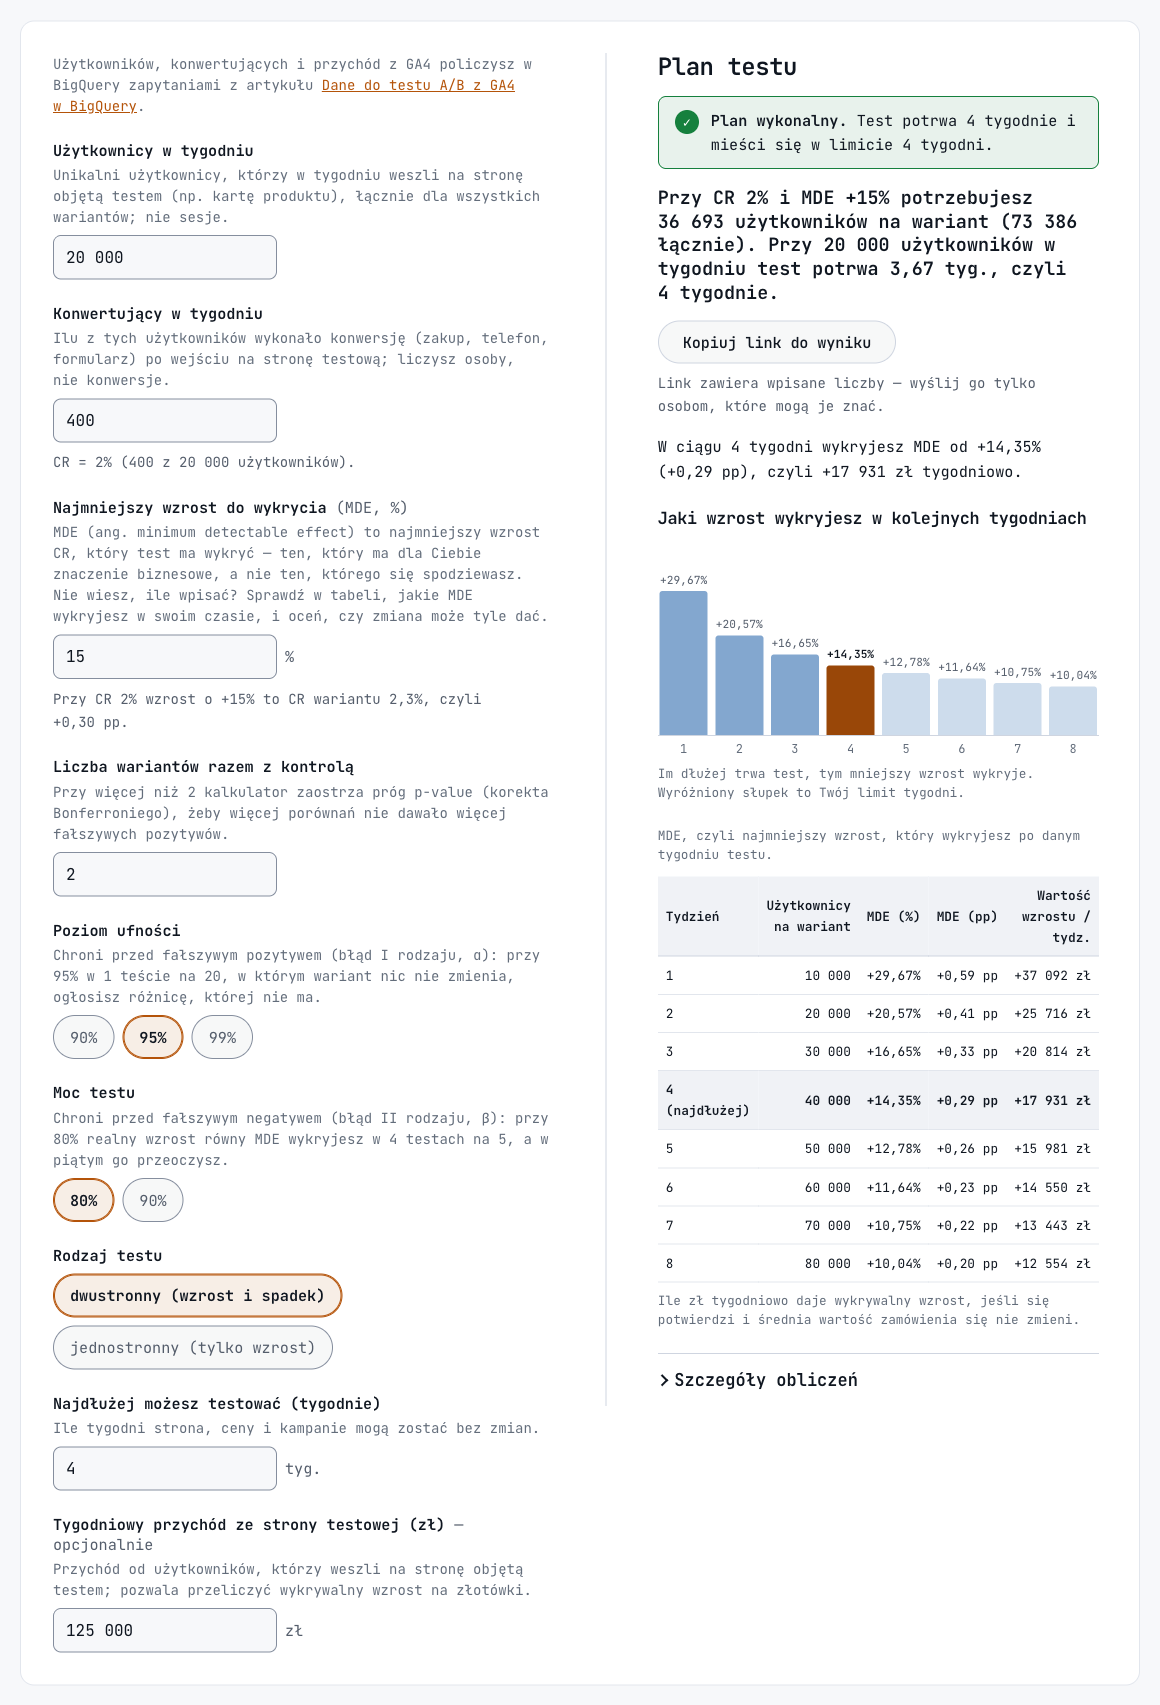 Użytkowników, konwertujących i przychód z GA4 policzysz w
BigQuery zapytaniami z artykułu Dane do testu A/B z GA4
w BigQuery.
Użytkownicy w tygodniu
Unikalni użytkownicy, którzy w tygodniu weszli na stronę
objętą testem (np. kartę produktu), łącznie dla wszystkich
wariantów; nie sesje.
20 000
Konwertujący w tygodniu
Ilu z tych użytkowników wykonało konwersję (zakup, telefon,
formularz) po wejściu na stronę testową; liczysz osoby,
nie konwersje.
400
CR = 2% (400 z 20 000 użytkowników).
Najmniejszy wzrost do wykrycia (MDE, %)
MDE (ang. minimum detectable effect) to najmniejszy wzrost
CR, który test ma wykryć — ten, który ma dla Ciebie
znaczenie biznesowe, a nie ten, którego się spodziewasz.
Nie wiesz, ile wpisać? Sprawdź w tabeli, jakie MDE
wykryjesz w swoim czasie, i oceń, czy zmiana może tyle dać.
15 %
Przy CR 2% wzrost o +15% to CR wariantu 2,3%, czyli
+0,30 pp.
Liczba wariantów razem z kontrolą
Przy więcej niż 2 kalkulator zaostrza próg p-value (korekta
Bonferroniego), żeby więcej porównań nie dawało więcej
fałszywych pozytywów.
2
Poziom ufności
Chroni przed fałszywym pozytywem (błąd I rodzaju, α): przy
95% w 1 teście na 20, w którym wariant nic nie zmienia,
ogłosisz różnicę, której nie ma.
90% 95% 99%
Moc testu
Chroni przed fałszywym negatywem (błąd II rodzaju, β): przy
80% realny wzrost równy MDE wykryjesz w 4 testach na 5, a w
piątym go przeoczysz.
80% 90%
Rodzaj testu
dwustronny (wzrost i spadek)
jednostronny (tylko wzrost)
Najdłużej możesz testować (tygodnie)
Ile tygodni strona, ceny i kampanie mogą zostać bez zmian.
4 tyg.
Tygodniowy przychód ze strony testowej (zł) —
opcjonalnie
Przychód od użytkowników, którzy weszli na stronę objętą
testem; pozwala przeliczyć wykrywalny wzrost na złotówki.
125 000 zł
Plan testu
✓ Plan wykonalny. Test potrwa 4 tygodnie i
mieści się w limicie 4 tygodni.
Przy CR 2% i MDE +15% potrzebujesz
36 693 użytkowników na wariant (73 386
łącznie). Przy 20 000 użytkowników w
tygodniu test potrwa 3,67 tyg., czyli
4 tygodnie.
Kopiuj link do wyniku
Link zawiera wpisane liczby — wyślij go tylko
osobom, które mogą je znać.
W ciągu 4 tygodni wykryjesz MDE od +14,35%
(+0,29 pp), czyli +17 931 zł tygodniowo.
Jaki wzrost wykryjesz w kolejnych tygodniach
+29,67% +20,57% +16,65% +14,35% +12,78% +11,64% +10,75% +10,04%
1 2 3 4 5 6 7 8
Im dłużej trwa test, tym mniejszy wzrost wykryje.
Wyróżniony słupek to Twój limit tygodni.
MDE, czyli najmniejszy wzrost, który wykryjesz po danym
tygodniu testu.
Tydzień Użytkownicy na wariant MDE (%) MDE (pp) Wartość wzrostu / tydz.
1 10 000 +29,67% +0,59 pp +37 092 zł
2 20 000 +20,57% +0,41 pp +25 716 zł
3 30 000 +16,65% +0,33 pp +20 814 zł
4 (najdłużej) 40 000 +14,35% +0,29 pp +17 931 zł
5 50 000 +12,78% +0,26 pp +15 981 zł
6 60 000 +11,64% +0,23 pp +14 550 zł
7 70 000 +10,75% +0,22 pp +13 443 zł
8 80 000 +10,04% +0,20 pp +12 554 zł
Ile zł tygodniowo daje wykrywalny wzrost, jeśli się
potwierdzi i średnia wartość zamówienia się nie zmieni.
Szczegóły obliczeń